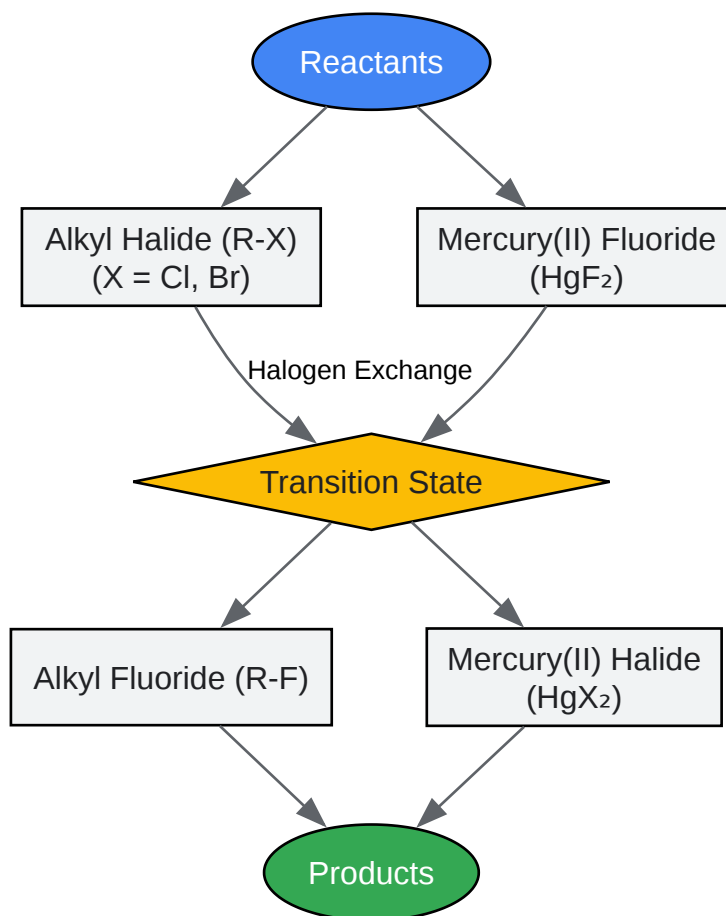 Reactants
Alkyl Halide (R-X)
(X = Cl, Br)
Mercury(II) Fluoride
(HgF₂)
Halogen Exchange
Transition State
Alkyl Fluoride (R-F)
Mercury(II) Halide
(HgX₂)
Products